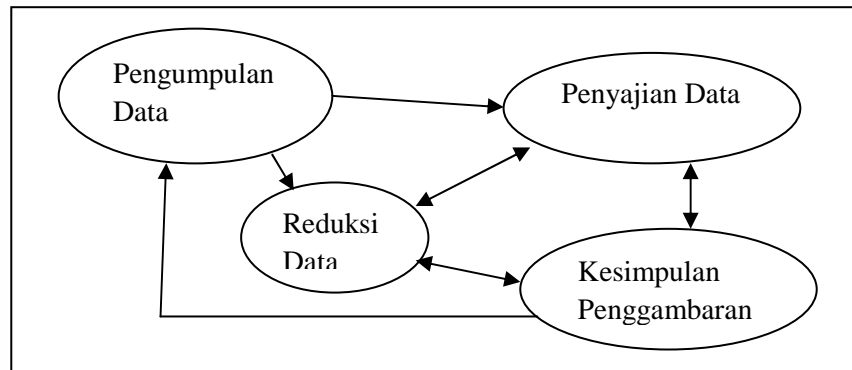 Pengumpulan
Data
Penyajian Data
Reduksi
Data
Kesimpulan
Penggambaran